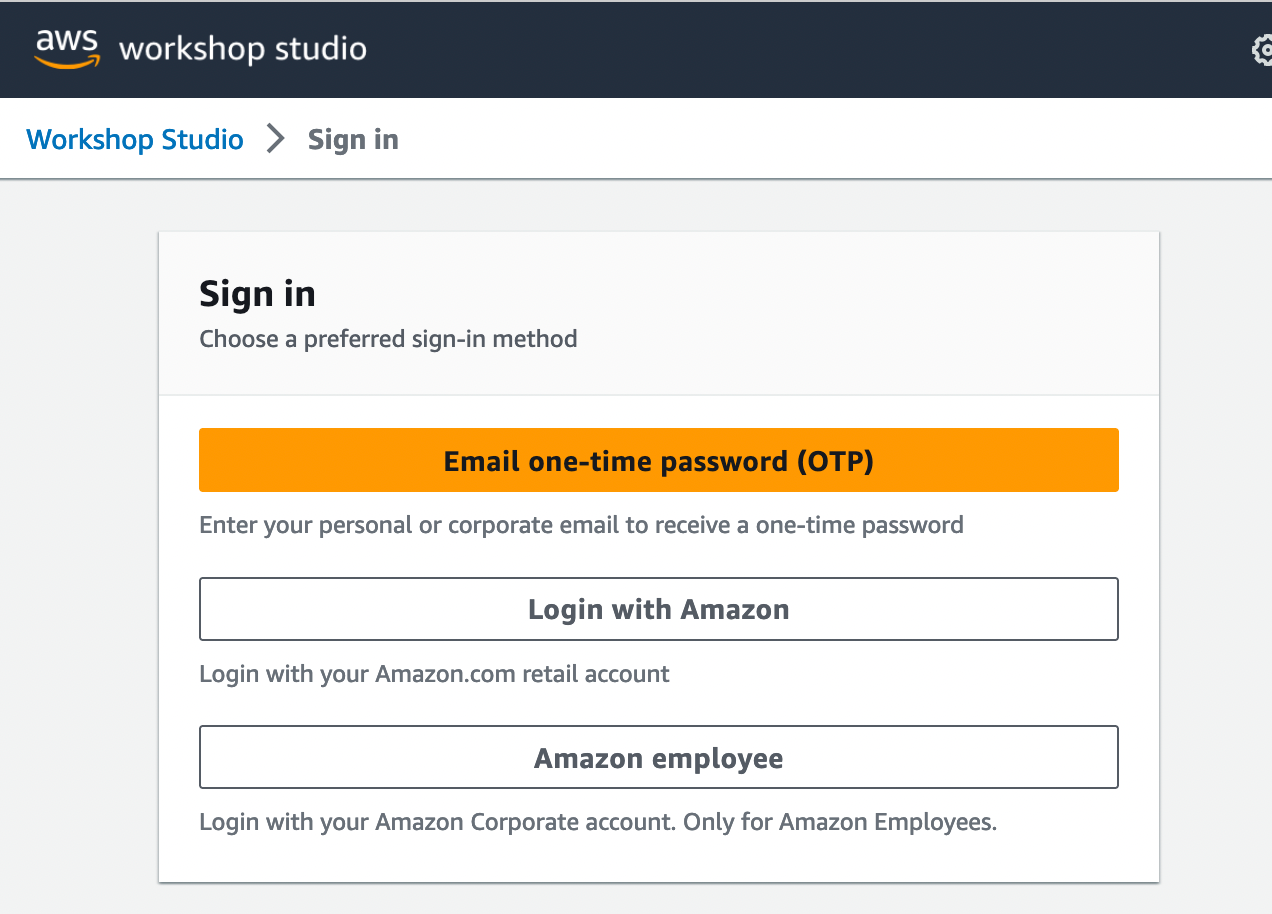 aws workshop studio
Workshop Studio Sign in
Sign in
Choose a preferred sign-in method
Email one-time password (OTP)
Enter your personal or corporate email to receive a one-time password
Login with Amazon
Login with your Amazon.com retail account
Amazon employee
Login with your Amazon Corporate account. Only for Amazon Employees.